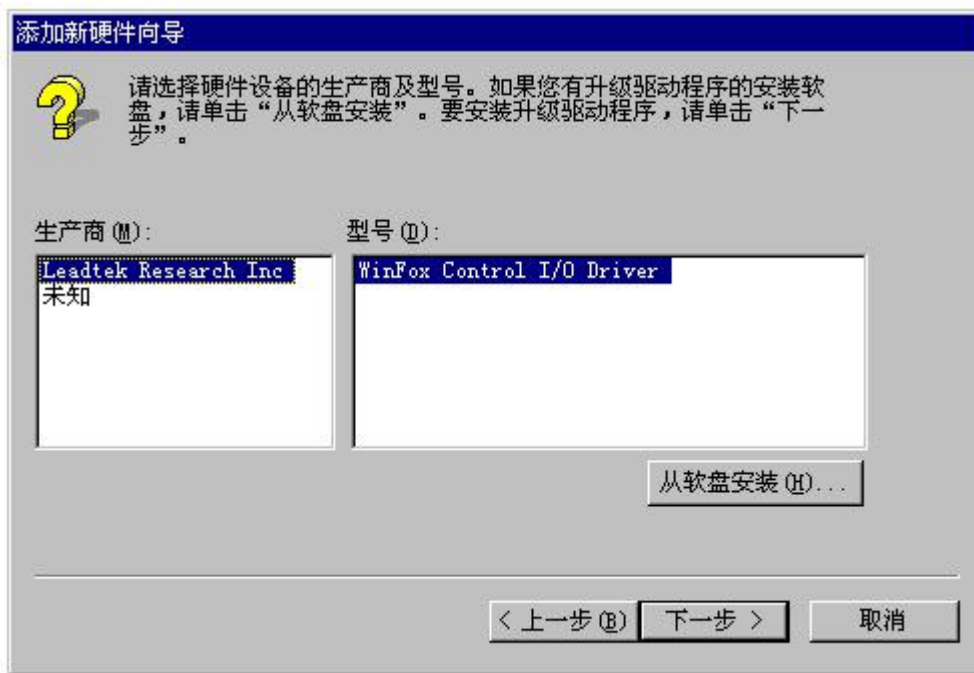 添加新硬件向导
请选择硬件设备的生产商及型号。如果您有升级驱动程序的安装软
盘，请单击“从软盘安装”。要安装升级驱动程序，请单击“下一
步”。
生产商(M):
型号(D):
Leadtek Research Inc
WinFox Control I/O Driver
未知
从软盘安装(H)...
< 上一步(B)
下一步 >
取消